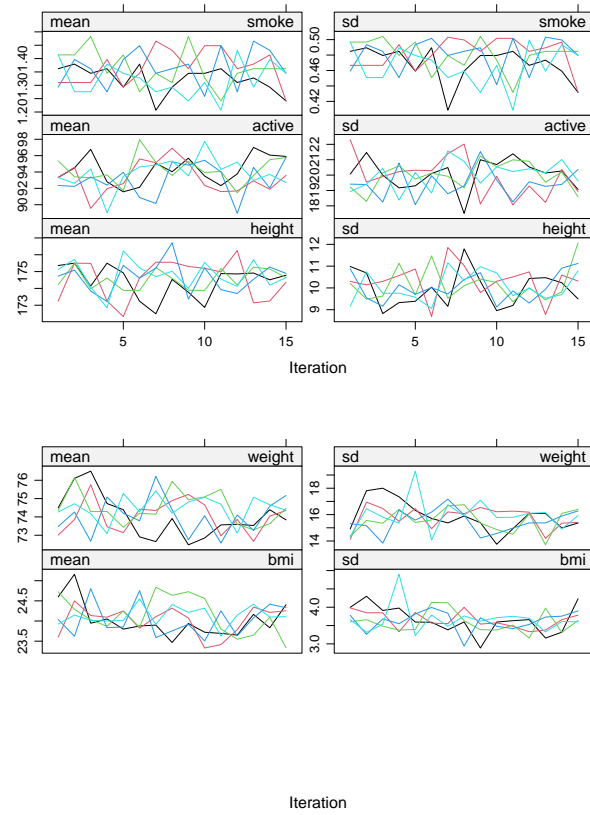 mean smoke
sd smoke
1.20 1.30 1.40
0.42 0.46 0.50
mean active
sd active
90 92 94 96 98
18 19 20 21 22
mean height
sd height
173 175
9 10 11 12
5 10 15
5 10 15
Iteration
mean weight
sd weight
73 74 75 76
14 16 18
mean bmi
sd bmi
23.5 24.5
3.0 4.0
Iteration